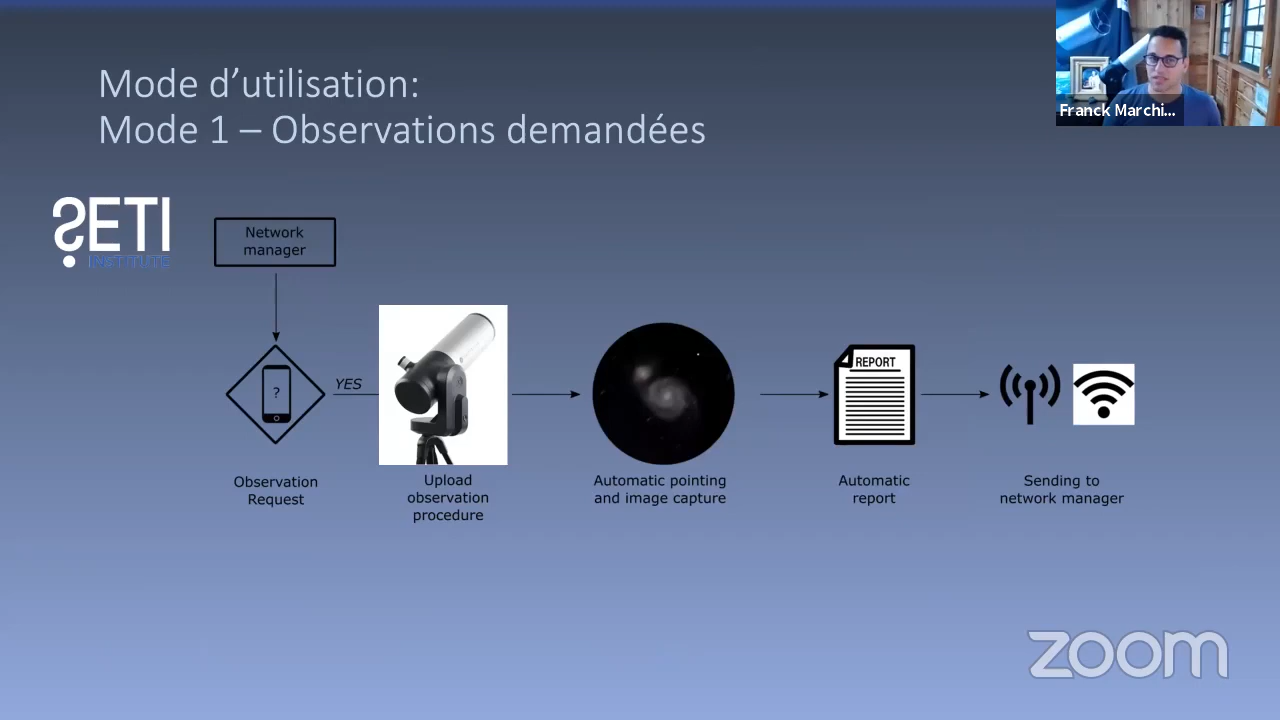 Mode d’utilisation:
Mode 1 – Observations demandées
Franck Marchi...
SETI
INSTITUTE
Network
manager
?
YES
REPORT
Observation
Request
Upload
observation
procedure
Automatic pointing
and image capture
Automatic
report
Sending to
network manager
zoom